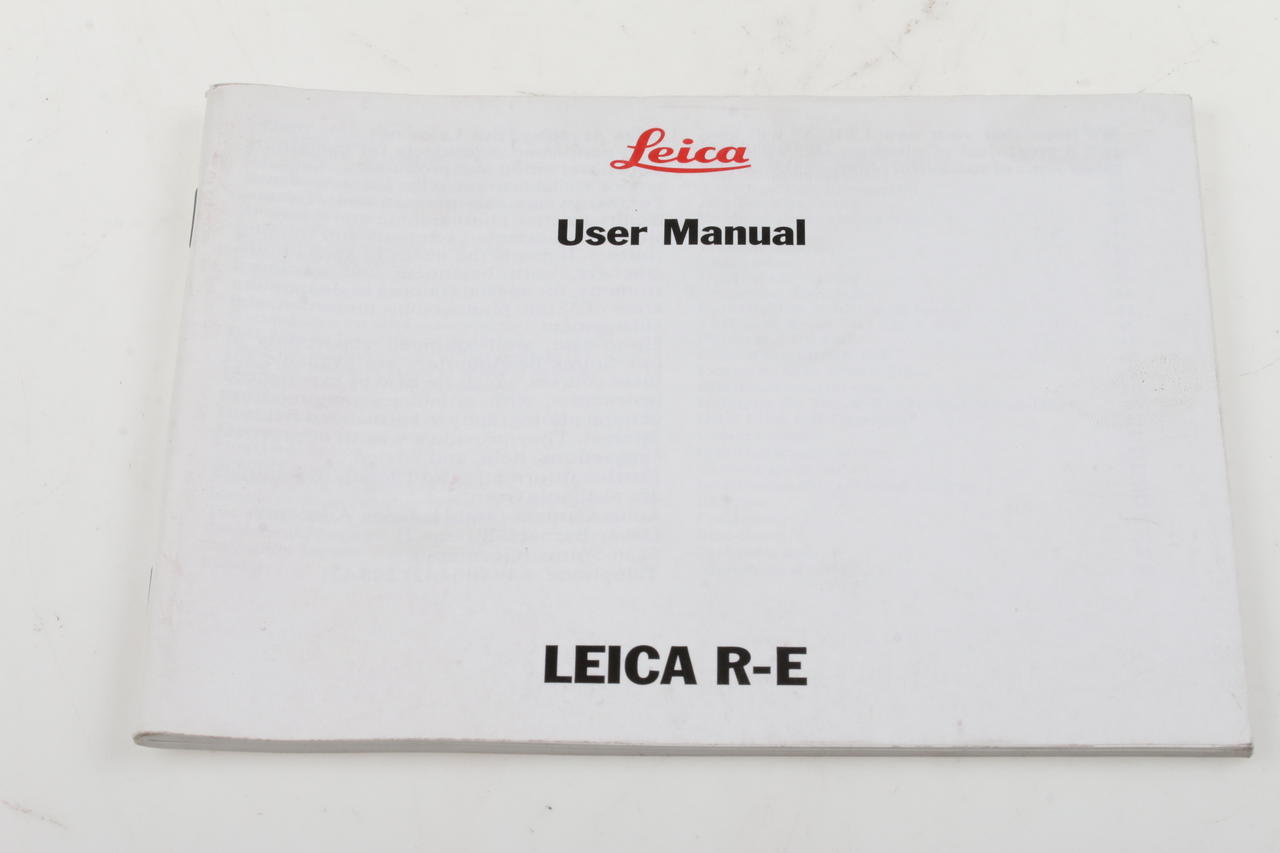 Leica
User Manual
LEICA R-E